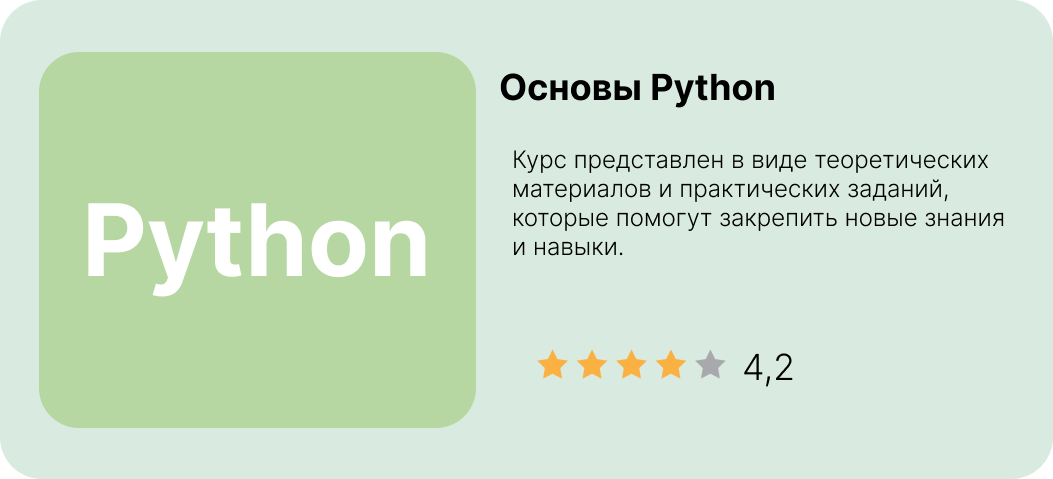 Python
Основы Python
Курс представлен в виде теоретических
материалов и практических заданий,
которые помогут закрепить новые знания
и навыки.
4,2